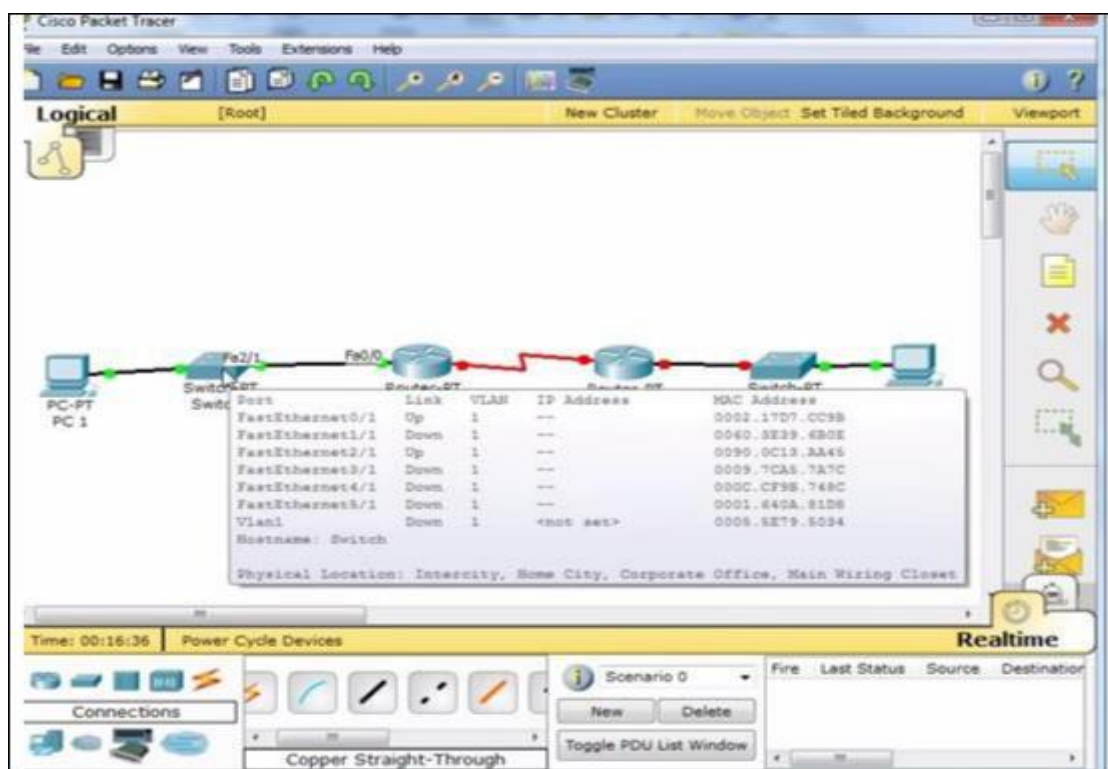 Cisco Packet Tracer
File Edit Options View Tools Extensions Help
Logical [Root] New Cluster Move Object Set Tiled Background Viewport
Fa2/1 Fa0/0
Switch-PT Router-PT Router-PT Switch-PT
PC-PT Switc
PC 1
Port Link VLAN IP Address MAC Address
FastEthernet0/1 Up 1 -- 0002.17D7.CC9B
FastEthernet1/1 Down 1 -- 0060.3E39.6B0E
FastEthernet2/1 Up 1 -- 0090.0C13.AA45
FastEthernet3/1 Down 1 -- 0009.7CA5.7A7C
FastEthernet4/1 Down 1 -- 000C.CF9B.748C
FastEthernet5/1 Down 1 -- 0001.640A.81D8
Vlan1 Down 1 <not set> 0005.5E79.5034
Hostname: Switch
Physical Location: Intercity, Home City, Corporate Office, Main Wiring Closet
Time: 00:16:36 Power Cycle Devices Realtime
Connections
Copper Straight-Through
Scenario 0
New Delete
Toggle PDU List Window
Fire Last Status Source Destination